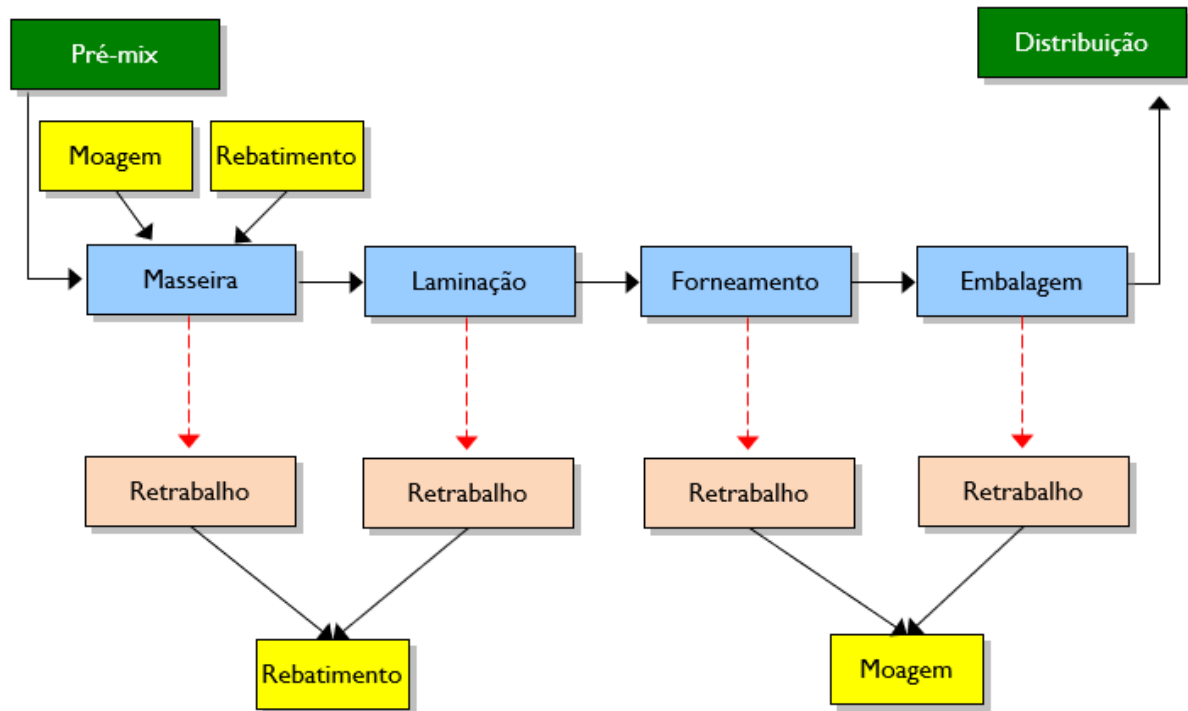 Pré-mix
Distribuição
Moagem
Rebatimento
Masseira
Laminação
Forneamento
Embalagem
Retrabalho
Retrabalho
Retrabalho
Retrabalho
Rebatimento
Moagem